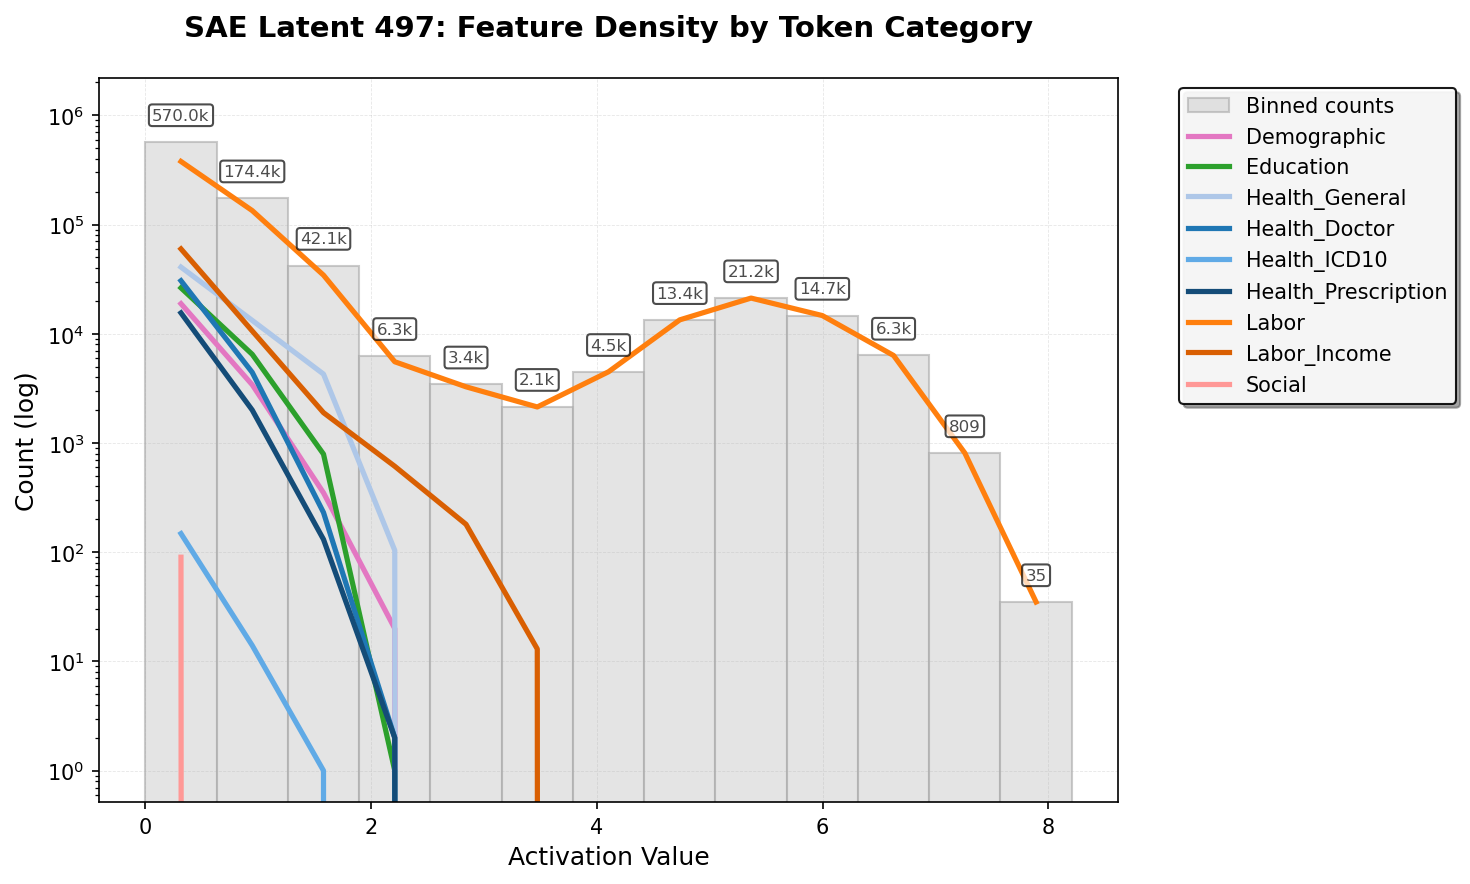 SAE Latent 497: Feature Density by Token Category
Count (log)
10⁶
10⁵
10⁴
10³
10²
10¹
10⁰
570.0k
174.4k
42.1k
6.3k
3.4k
2.1k
4.5k
13.4k
21.2k
14.7k
6.3k
809
35
0 2 4 6 8
Activation Value
Binned counts
Demographic
Education
Health_General
Health_Doctor
Health_ICD10
Health_Prescription
Labor
Labor_Income
Social